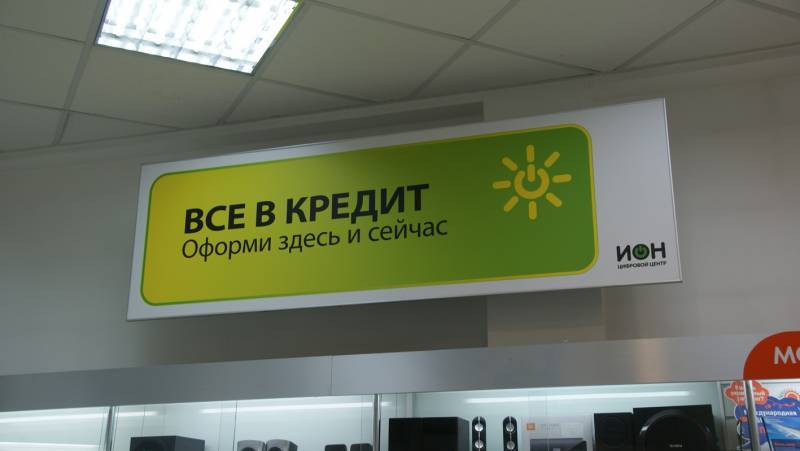 ВСЕ В КРЕДИТ
Оформи здесь и сейчас
ИОН
ЦИФРОВОЙ ЦЕНТР